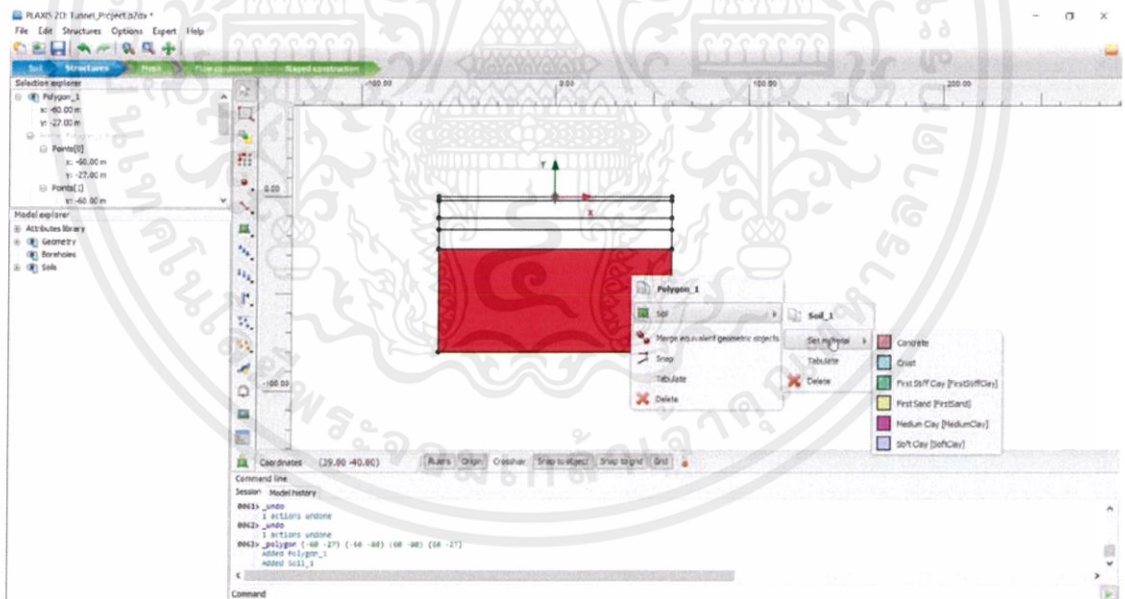 PLAXIS 2D: Tunnel_Project.p2dx *
File Edit Structures Options Expert Help
Soil Structures Mesh Flow conditions Staged construction
Selection explorer
Polygon_1
x: -60.00 m
y: -27.00 m
Points[0]
x: -60.00 m
y: -27.00 m
Points[1]
x: -60.00 m
Model explorer
Attributes library
Geometry
Boreholes
Soils
-100.00
0.00
100.00
200.00
0.00
-100.00
Y
X
Polygon_1
Soil
Merge equivalent geometric objects
Snap
Tabulate
Delete
Soil_1
Set material
Tabulate
Delete
Concrete
Crust
First Stiff Clay [FirstStiffClay]
First Sand [FirstSand]
Medium Clay [MediumClay]
Soft Clay [SoftClay]
Coordinates (39.00 -40.00)
Rulers Origin Crosshair Snap to object Snap to grid Grid
Command line
Session Model history
0061> _undo
1 actions undone
0062> _undo
1 actions undone
0063> _polygon (-60 -27) (-60 -80) (60 -80) (60 -27)
Added Polygon_1
Added Soil_1
Command